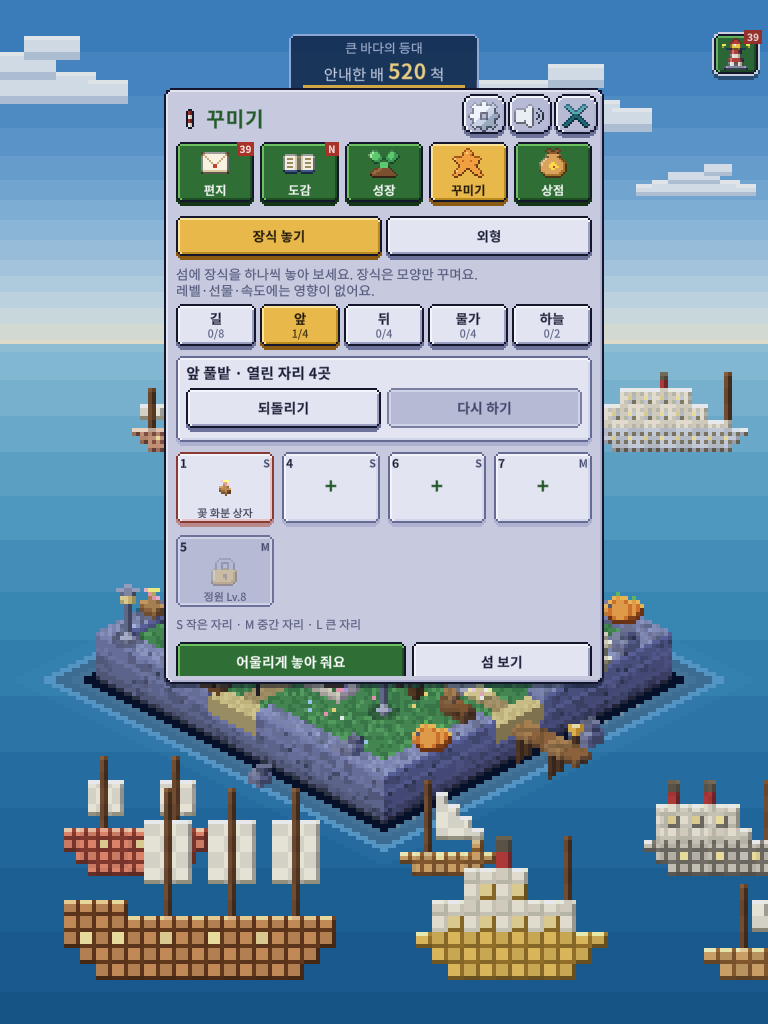 큰 바다의 등대
안내한 배 520 척
39
꾸미기
39
편지
N
도감
성장
꾸미기
상점
장식 놓기
외형
섬에 장식을 하나씩 놓아 보세요. 장식은 모양만 꾸며요.
레벨·선물·속도에는 영향이 없어요.
길
0/8
앞
1/4
뒤
0/4
물가
0/4
하늘
0/2
앞 풀밭 · 열린 자리 4곳
되돌리기
다시 하기
1 S
꽃 화분 상자
4 S
+
6 S
+
7 M
+
5 M
정원 Lv.8
S 작은 자리 · M 중간 자리 · L 큰 자리
어울리게 놓아 줘요
섬 보기